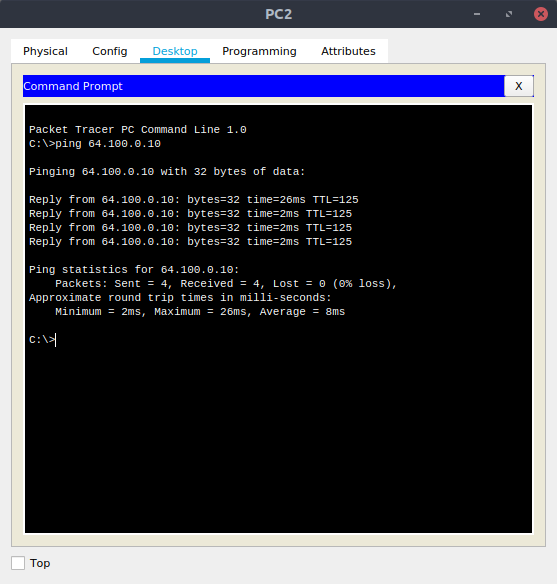 PC2
Physical Config Desktop Programming Attributes
Command Prompt X
Packet Tracer PC Command Line 1.0
C:\>ping 64.100.0.10
Pinging 64.100.0.10 with 32 bytes of data:
Reply from 64.100.0.10: bytes=32 time=26ms TTL=125
Reply from 64.100.0.10: bytes=32 time=2ms TTL=125
Reply from 64.100.0.10: bytes=32 time=2ms TTL=125
Reply from 64.100.0.10: bytes=32 time=2ms TTL=125
Ping statistics for 64.100.0.10:
    Packets: Sent = 4, Received = 4, Lost = 0 (0% loss),
Approximate round trip times in milli-seconds:
    Minimum = 2ms, Maximum = 26ms, Average = 8ms
C:\>
Top